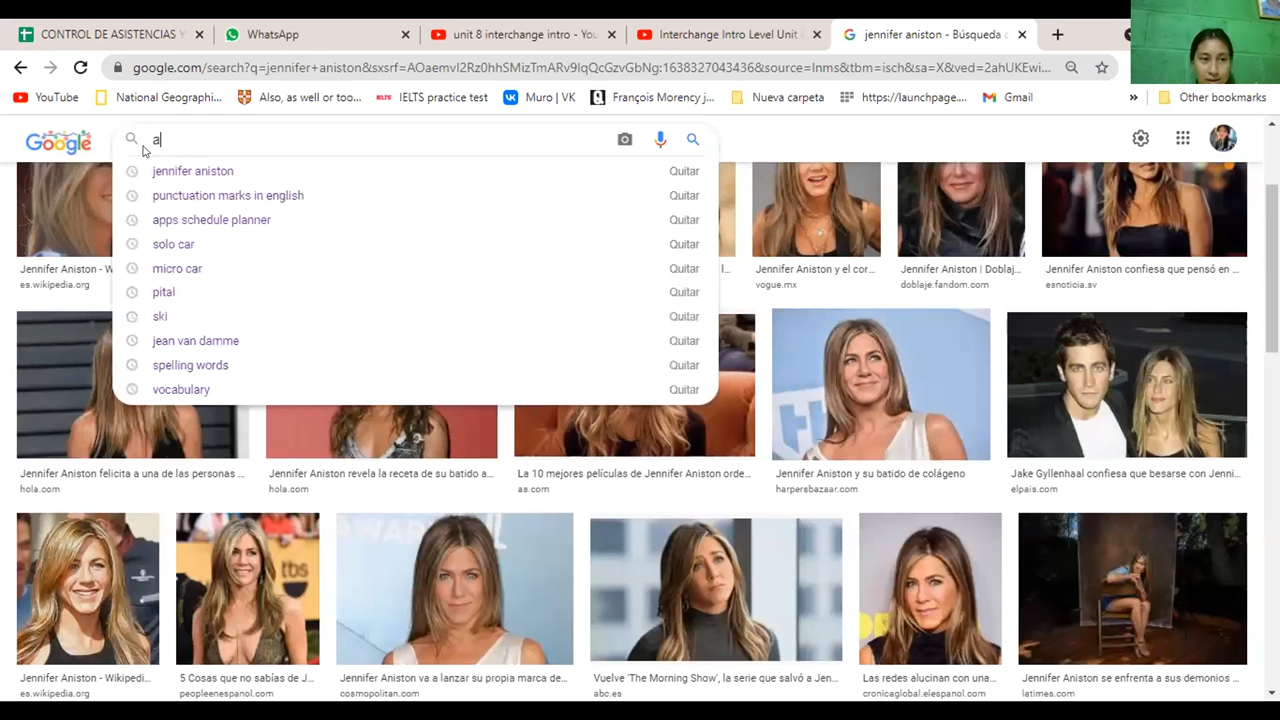 CONTROL DE ASISTENCIAS Y
WhatsApp
unit 8 interchange intro - You
Interchange Intro Level Unit
jennifer aniston - Búsqueda
google.com/search?q=jennifer+aniston&sxsrf=AOaemvI2Rz0hFuMizTmARv9IqQcGzvGbNg:1638327043436&source=lnms&tbm=isch&sa=X&ved=2ahUKEwi...
YouTube
National Geographi...
Also, as well or too...
IELTS
IELTS practice test
Muro | VK
François Morency j...
Nueva carpeta
https://launchpage....
Gmail
»
Other bookmarks
Google
a
jennifer aniston Quitar
punctuation marks in english Quitar
apps schedule planner Quitar
solo car Quitar
micro car Quitar
pital Quitar
ski Quitar
jean van damme Quitar
spelling words Quitar
vocabulary Quitar
Jennifer Aniston - W
es.wikipedia.org
Jennifer Aniston y el cor...
vogue.mx
Jennifer Aniston | Doblaj...
doblaje.fandom.com
Jennifer Aniston confiesa que pensó en ...
esnoticia.sv
Jennifer Aniston felicita a una de las personas ...
hola.com
Jennifer Aniston revela la receta de su batido a...
hola.com
La 10 mejores películas de Jennifer Aniston orde...
as.com
Jennifer Aniston y su batido de colágeno
harpersbazaar.com
Jake Gyllenhaal confiesa que besarse con Jenni...
elpais.com
tbs
Jennifer Aniston - Wikipedi...
es.wikipedia.org
5 Cosas que no sabías de J...
peopleenespanol.com
Jennifer Aniston va a lanzar su propia marca de...
cosmopolitan.com
Vuelve 'The Morning Show', la serie que salvó a Jen...
abc.es
Las redes alucinan con una...
cronicaglobal.elespanol.com
Jennifer Aniston se enfrenta a sus demonios ...
latimes.com